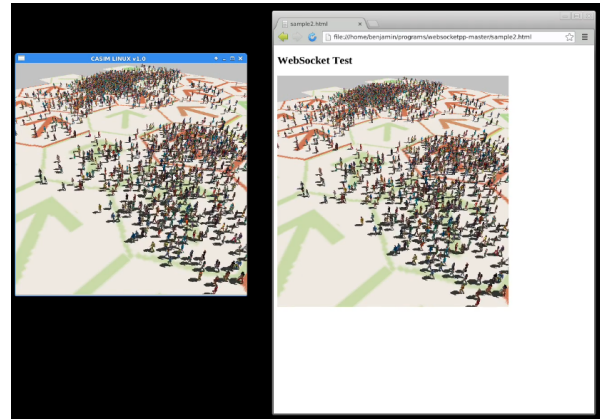 CASIM LINUX v1.0
sample2.html
file:///home/benjamin/programs/websocketpp-master/sample2.html
WebSocket Test